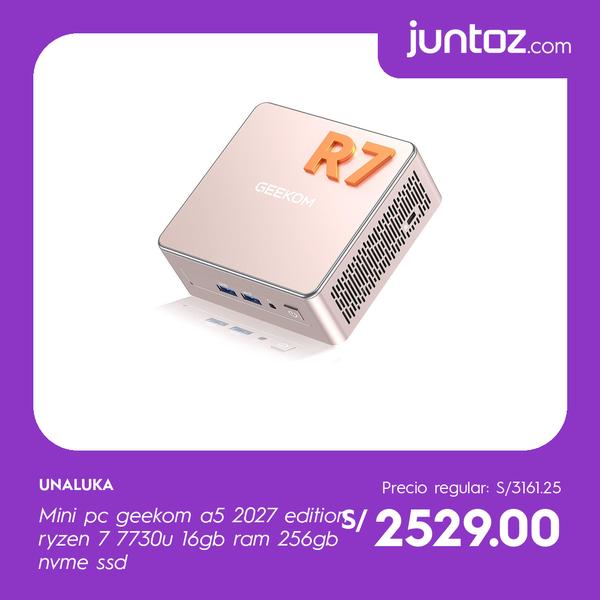 juntoz.com
R7
GEEKOM
UNALUKA
Precio regular: S/3161.25
Mini pc geekom a5 2027 edition
ryzen 7 7730u 16gb ram 256gb
nvme ssd
S/ 2529.00